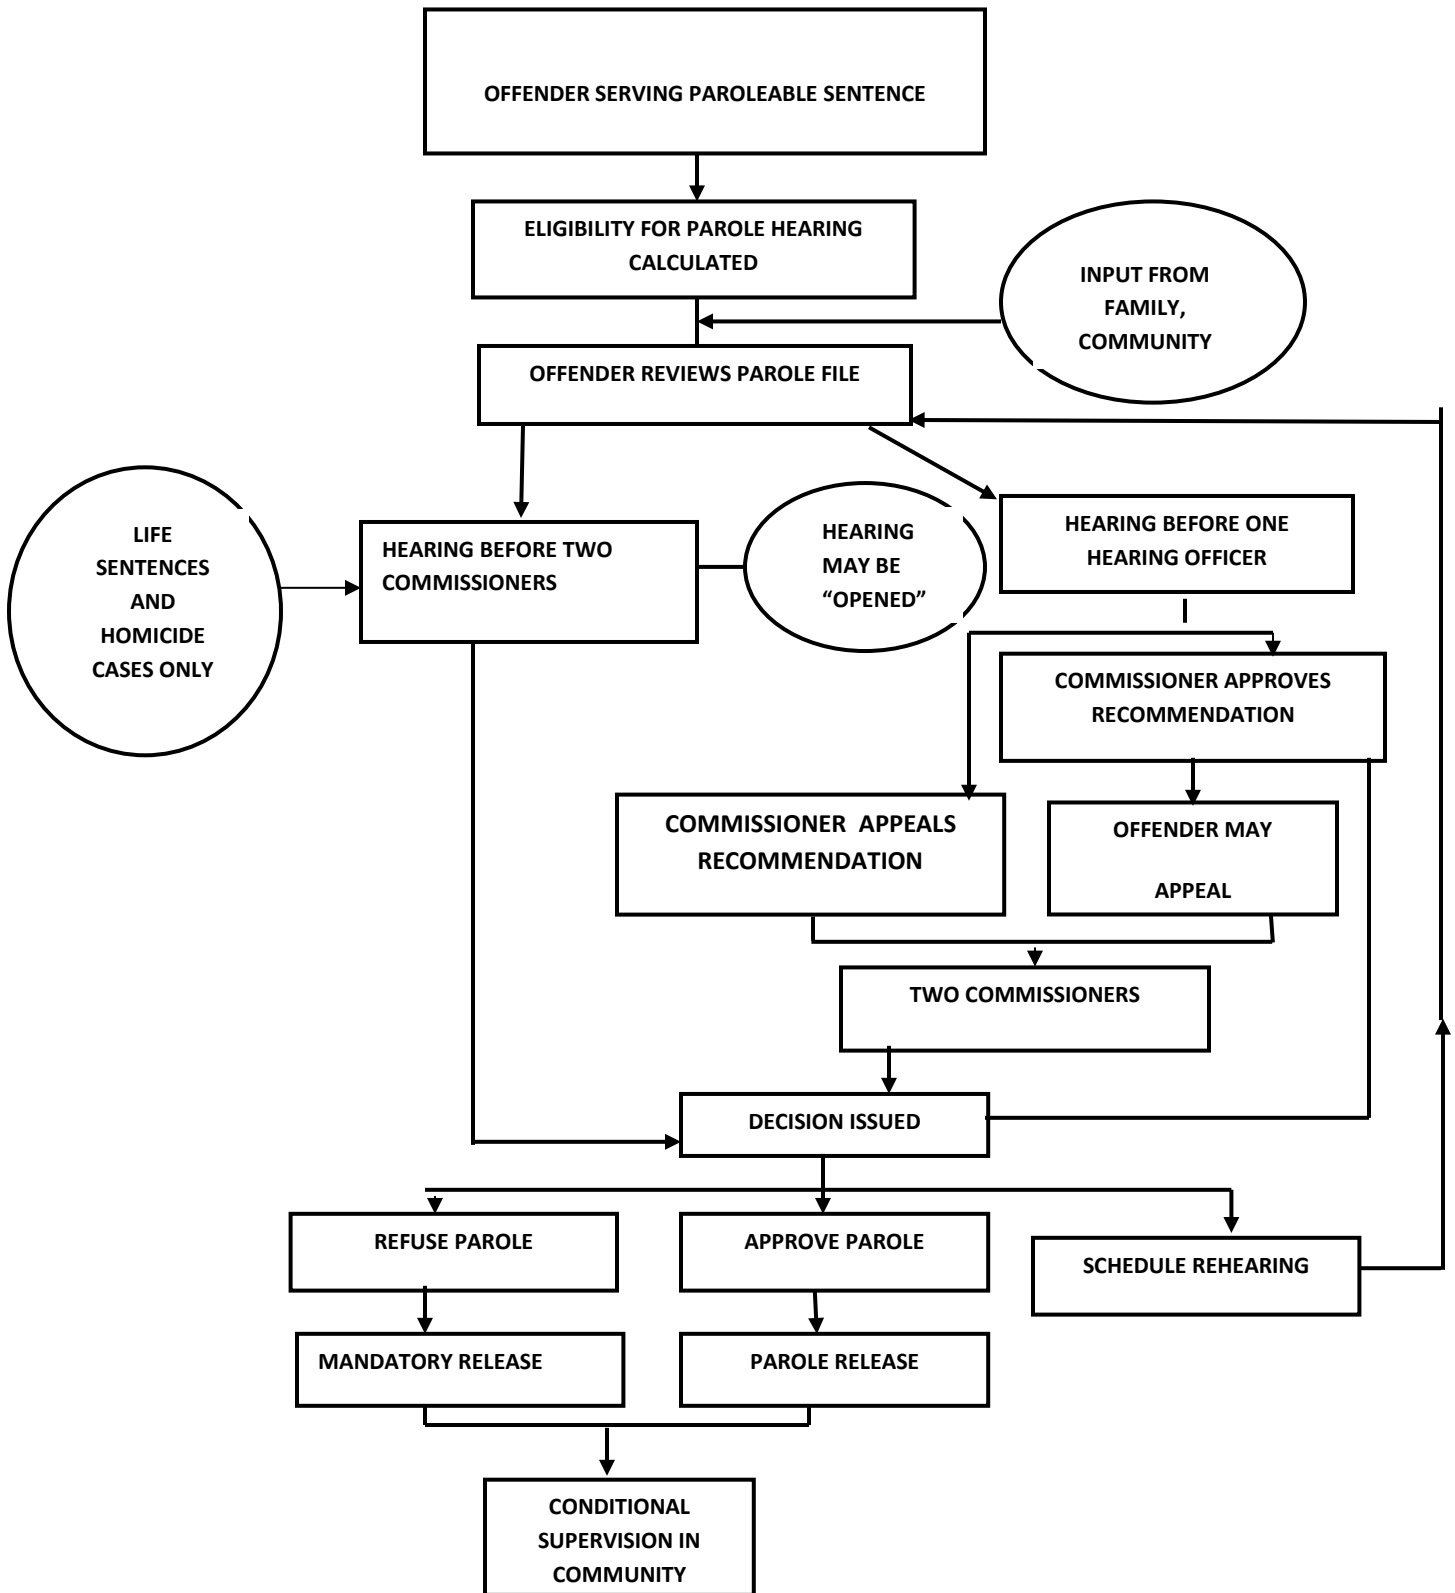 OFFENDER SERVING PAROLEABLE SENTENCE
ELIGIBILITY FOR PAROLE HEARING
CALCULATED
INPUT FROM
FAMILY,
COMMUNITY
OFFENDER REVIEWS PAROLE FILE
LIFE
SENTENCES
AND
HOMICIDE
CASES ONLY
HEARING BEFORE TWO
COMMISSIONERS
HEARING
MAY BE
“OPENED”
HEARING BEFORE ONE
HEARING OFFICER
COMMISSIONER APPROVES
RECOMMENDATION
COMMISSIONER APPEALS
RECOMMENDATION
OFFENDER MAY
APPEAL
TWO COMMISSIONERS
DECISION ISSUED
REFUSE PAROLE
APPROVE PAROLE
SCHEDULE REHEARING
MANDATORY RELEASE
PAROLE RELEASE
CONDITIONAL
SUPERVISION IN
COMMUNITY